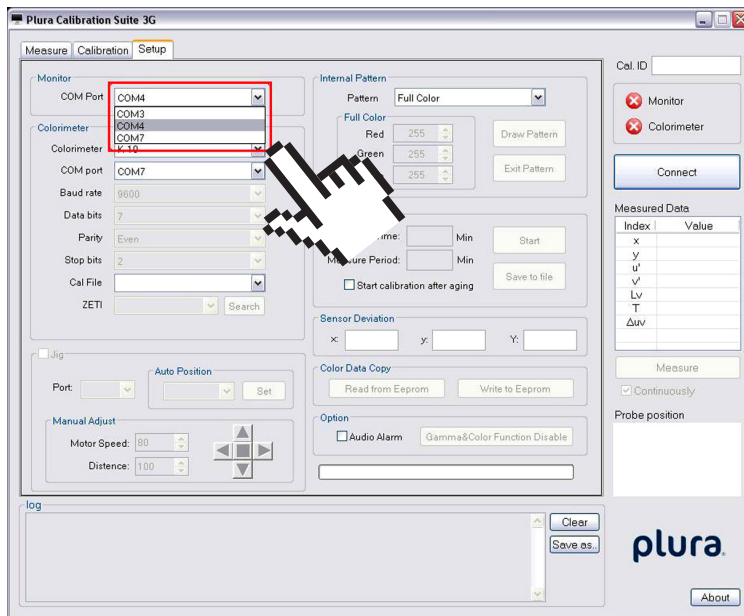 Plura Calibration Suite 3G
Measure Calibration Setup
Monitor
COM Port COM4
COM3
COM4
COM7
Colorimeter
Colorimeter
COM port COM7
Baud rate 9600
Data bits 7
Parity Even
Stop bits 2
Cal File
ZETI Search
Jig
Port:
Auto Position
Set
Manual Adjust
Motor Speed: 80
Distence: 100
Internal Pattern
Pattern Full Color
Full Color
Red 255
Green 255
255
Draw Pattern
Exit Pattern
Min
Period: Min
Start
Save to file
Start calibration after aging
Sensor Deviation
x: y: Y:
Color Data Copy
Read from Eeprom Write to Eeprom
Option
Audio Alarm Gamma&Color Function Disable
Cal. ID
Monitor
Colorimeter
Connect
Measured Data
Index Value
x
y
u'
v'
Lv
T
Δuv
Measure
Continuously
Probe position
log
Clear
Save as..
plura
About